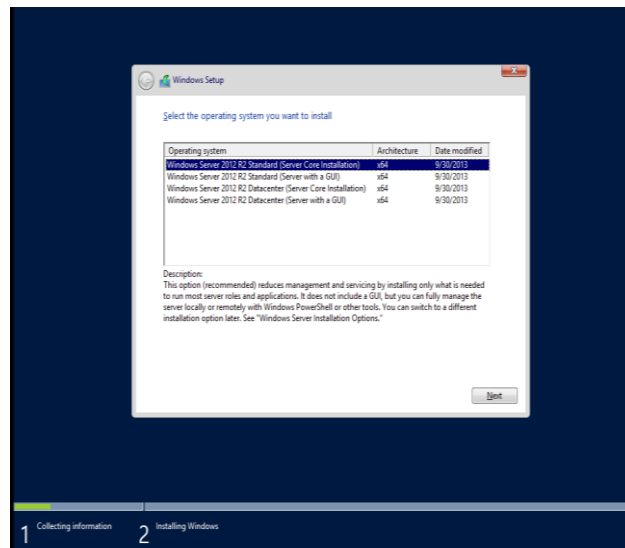 Windows Setup
Select the operating system you want to install
Operating system Architecture Date modified
Windows Server 2012 R2 Standard (Server Core Installation) x64 9/30/2013
Windows Server 2012 R2 Standard (Server with a GUI) x64 9/30/2013
Windows Server 2012 R2 Datacenter (Server Core Installation) x64 9/30/2013
Windows Server 2012 R2 Datacenter (Server with a GUI) x64 9/30/2013
Description:
This option (recommended) reduces management and servicing by installing only what is needed
to run most server roles and applications. It does not include a GUI, but you can fully manage the
server locally or remotely with Windows PowerShell or other tools. You can switch to a different
installation option later. See "Windows Server Installation Options."
Next
1 Collecting information 2 Installing Windows